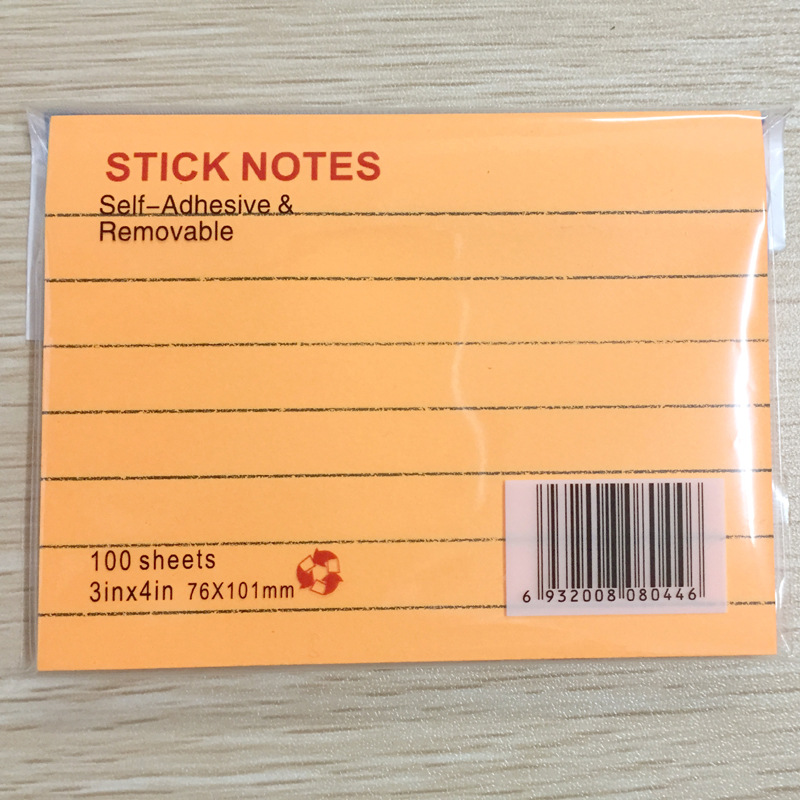 STICK NOTES
Self-Adhesive &
Removable
100 sheets
3inx4in 76X101mm
6 932008 080446